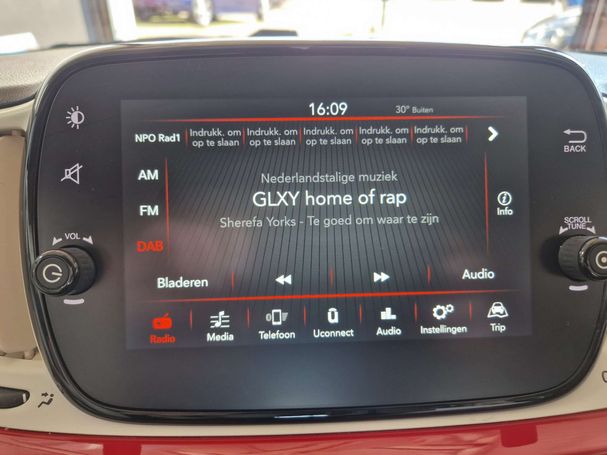 16:09
30° Buiten
NPO Rad1
Indrukk. om op te slaan
Indrukk. om op te slaan
Indrukk. om op te slaan
Indrukk. om op te slaan
Indrukk. om op te slaan
BACK
AM
Nederlandstalige muziek
GLXY home of rap
Info
FM
Sherefa Yorks - Te goed om waar te zijn
SCROLL
TUNE
VOL
DAB
Bladeren
Audio
Radio
Media
Telefoon
Uconnect
Audio
Instellingen
Trip